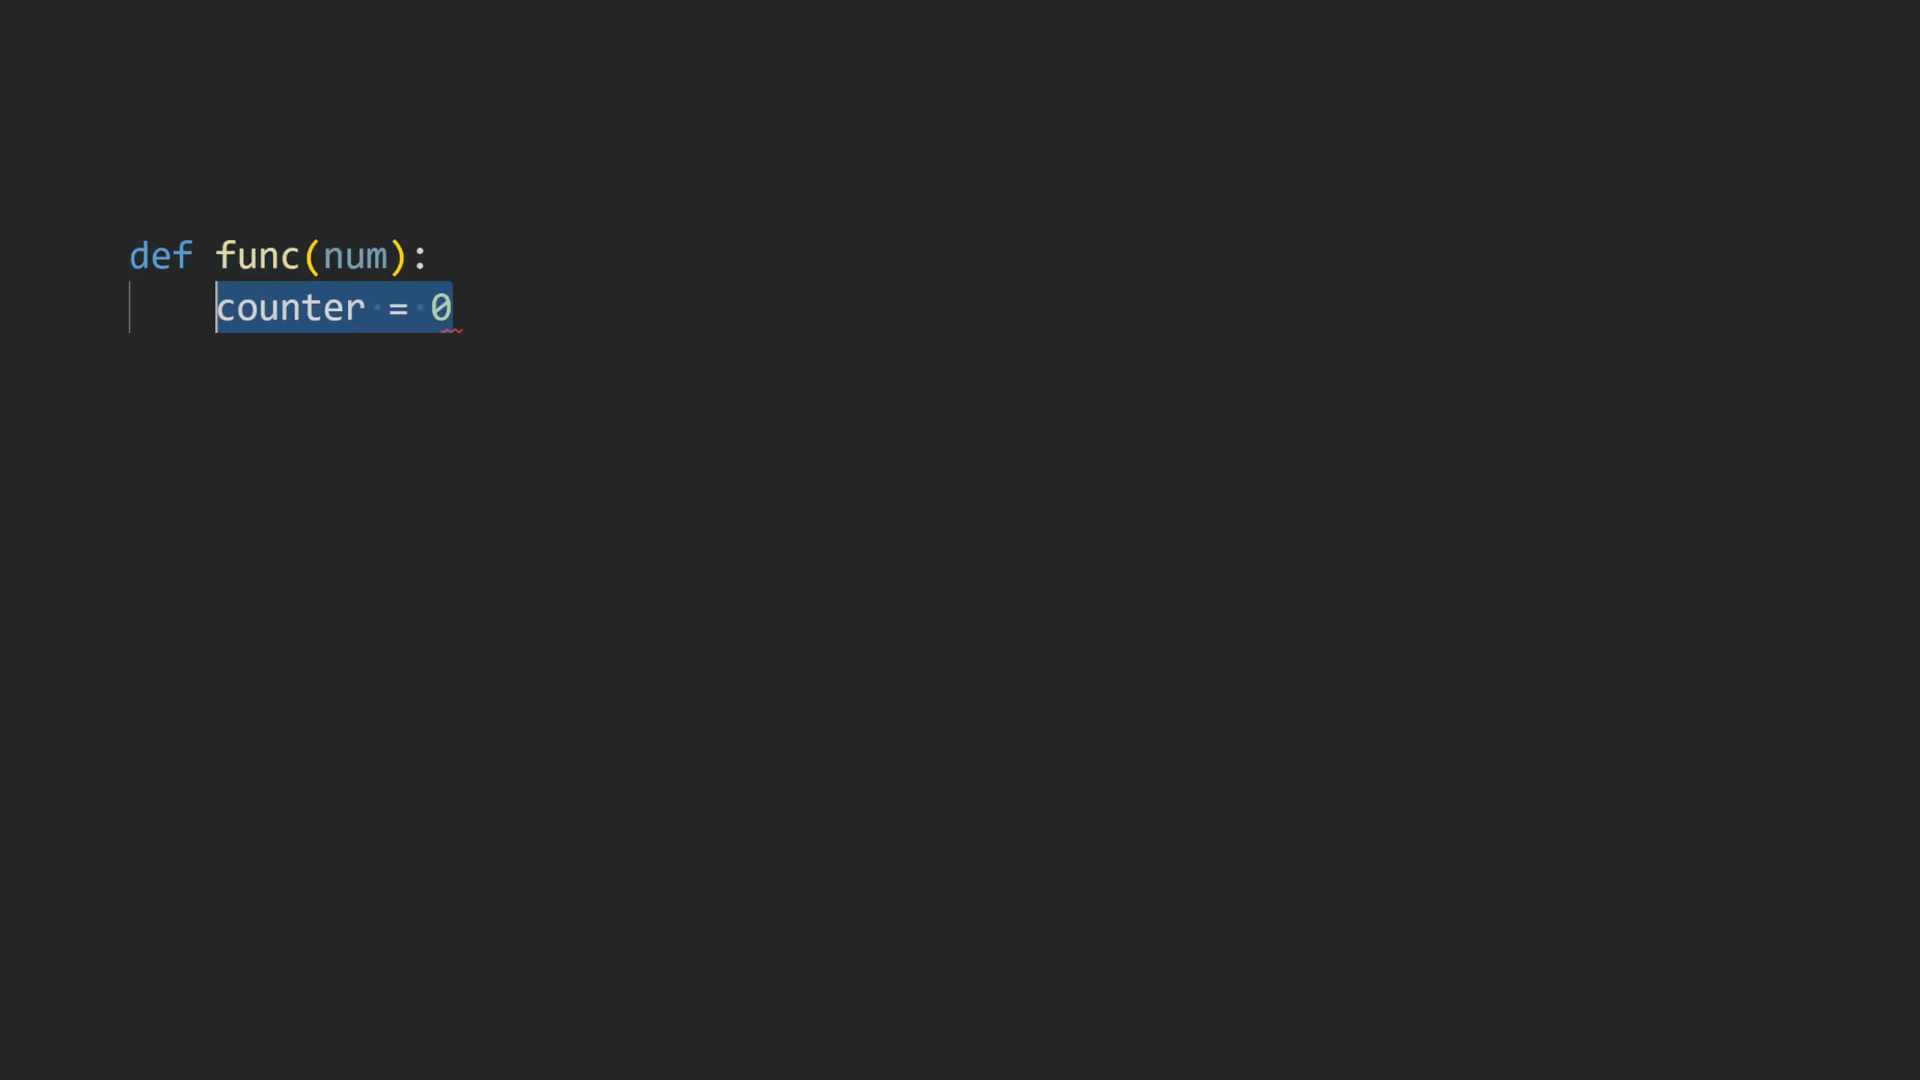 def func(num):
    counter = 0